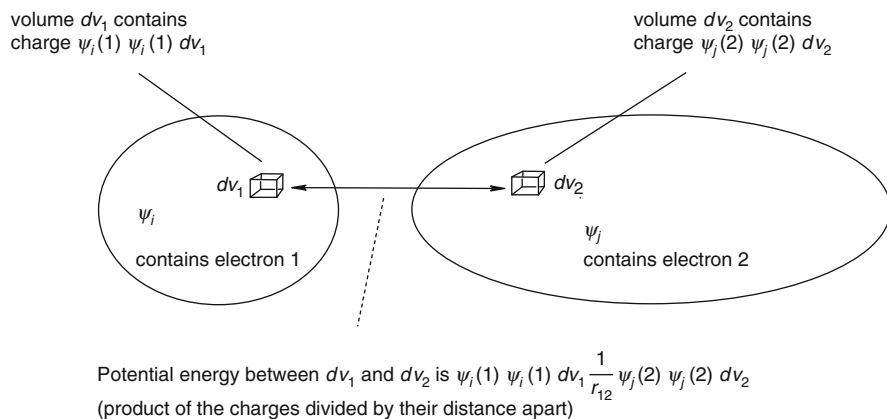 volume dv₁ contains
charge ψᵢ(1) ψᵢ(1) dv₁
volume dv₂ contains
charge ψⱼ(2) ψⱼ(2) dv₂
dv₁
dv₂
ψᵢ
contains electron 1
ψⱼ
contains electron 2
Potential energy between dv₁ and dv₂ is ψᵢ(1) ψᵢ(1) dv₁ 1/r₁₂ ψⱼ(2) ψⱼ(2) dv₂
(product of the charges divided by their distance apart)